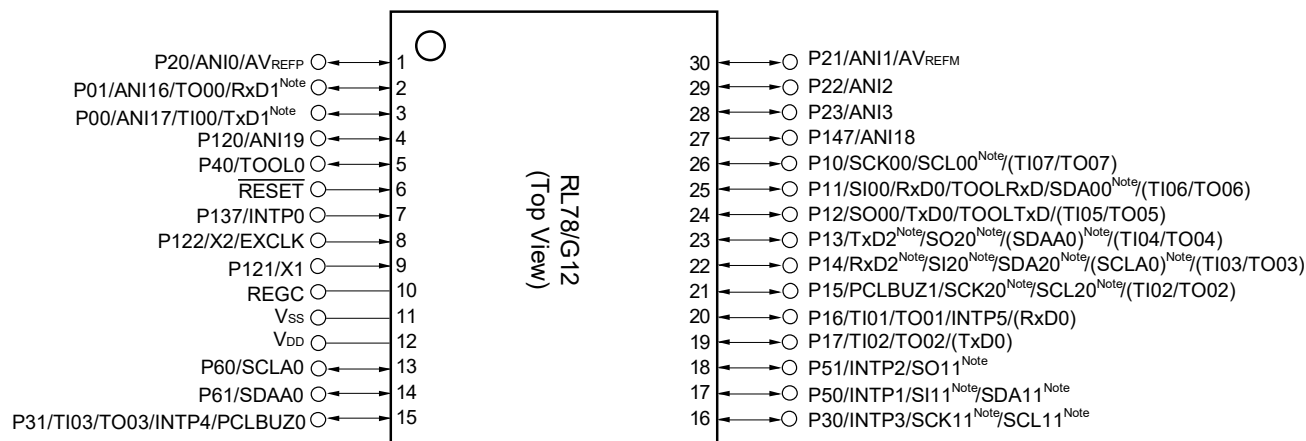 P20/ANI0/AVREFP 1
P01/ANI16/TO00/RxD1Note 2
P00/ANI17/TI00/TxD1Note 3
P120/ANI19 4
P40/TOOL0 5
RESET 6
P137/INTP0 7
P122/X2/EXCLK 8
P121/X1 9
REGC 10
VSS 11
VDD 12
P60/SCLA0 13
P61/SDAA0 14
P31/TI03/TO03/INTP4/PCLBUZ0 15
RL78/G12
(Top View)
30 P21/ANI1/AVREFM
29 P22/ANI2
28 P23/ANI3
27 P147/ANI18
26 P10/SCK00/SCL00Note/(TI07/TO07)
25 P11/SI00/RxD0/TOOLRxD/SDA00Note/(TI06/TO06)
24 P12/SO00/TxD0/TOOLTxD/(TI05/TO05)
23 P13/TxD2Note/SO20Note/(SDAA0)Note/(TI04/TO04)
22 P14/RxD2Note/SI20Note/SDA20Note/(SCLA0)Note/(TI03/TO03)
21 P15/PCLBUZ1/SCK20Note/SCL20Note/(TI02/TO02)
20 P16/TI01/TO01/INTP5/(RxD0)
19 P17/TI02/TO02/(TxD0)
18 P51/INTP2/SO11Note
17 P50/INTP1/SI11Note/SDA11Note
16 P30/INTP3/SCK11Note/SCL11Note